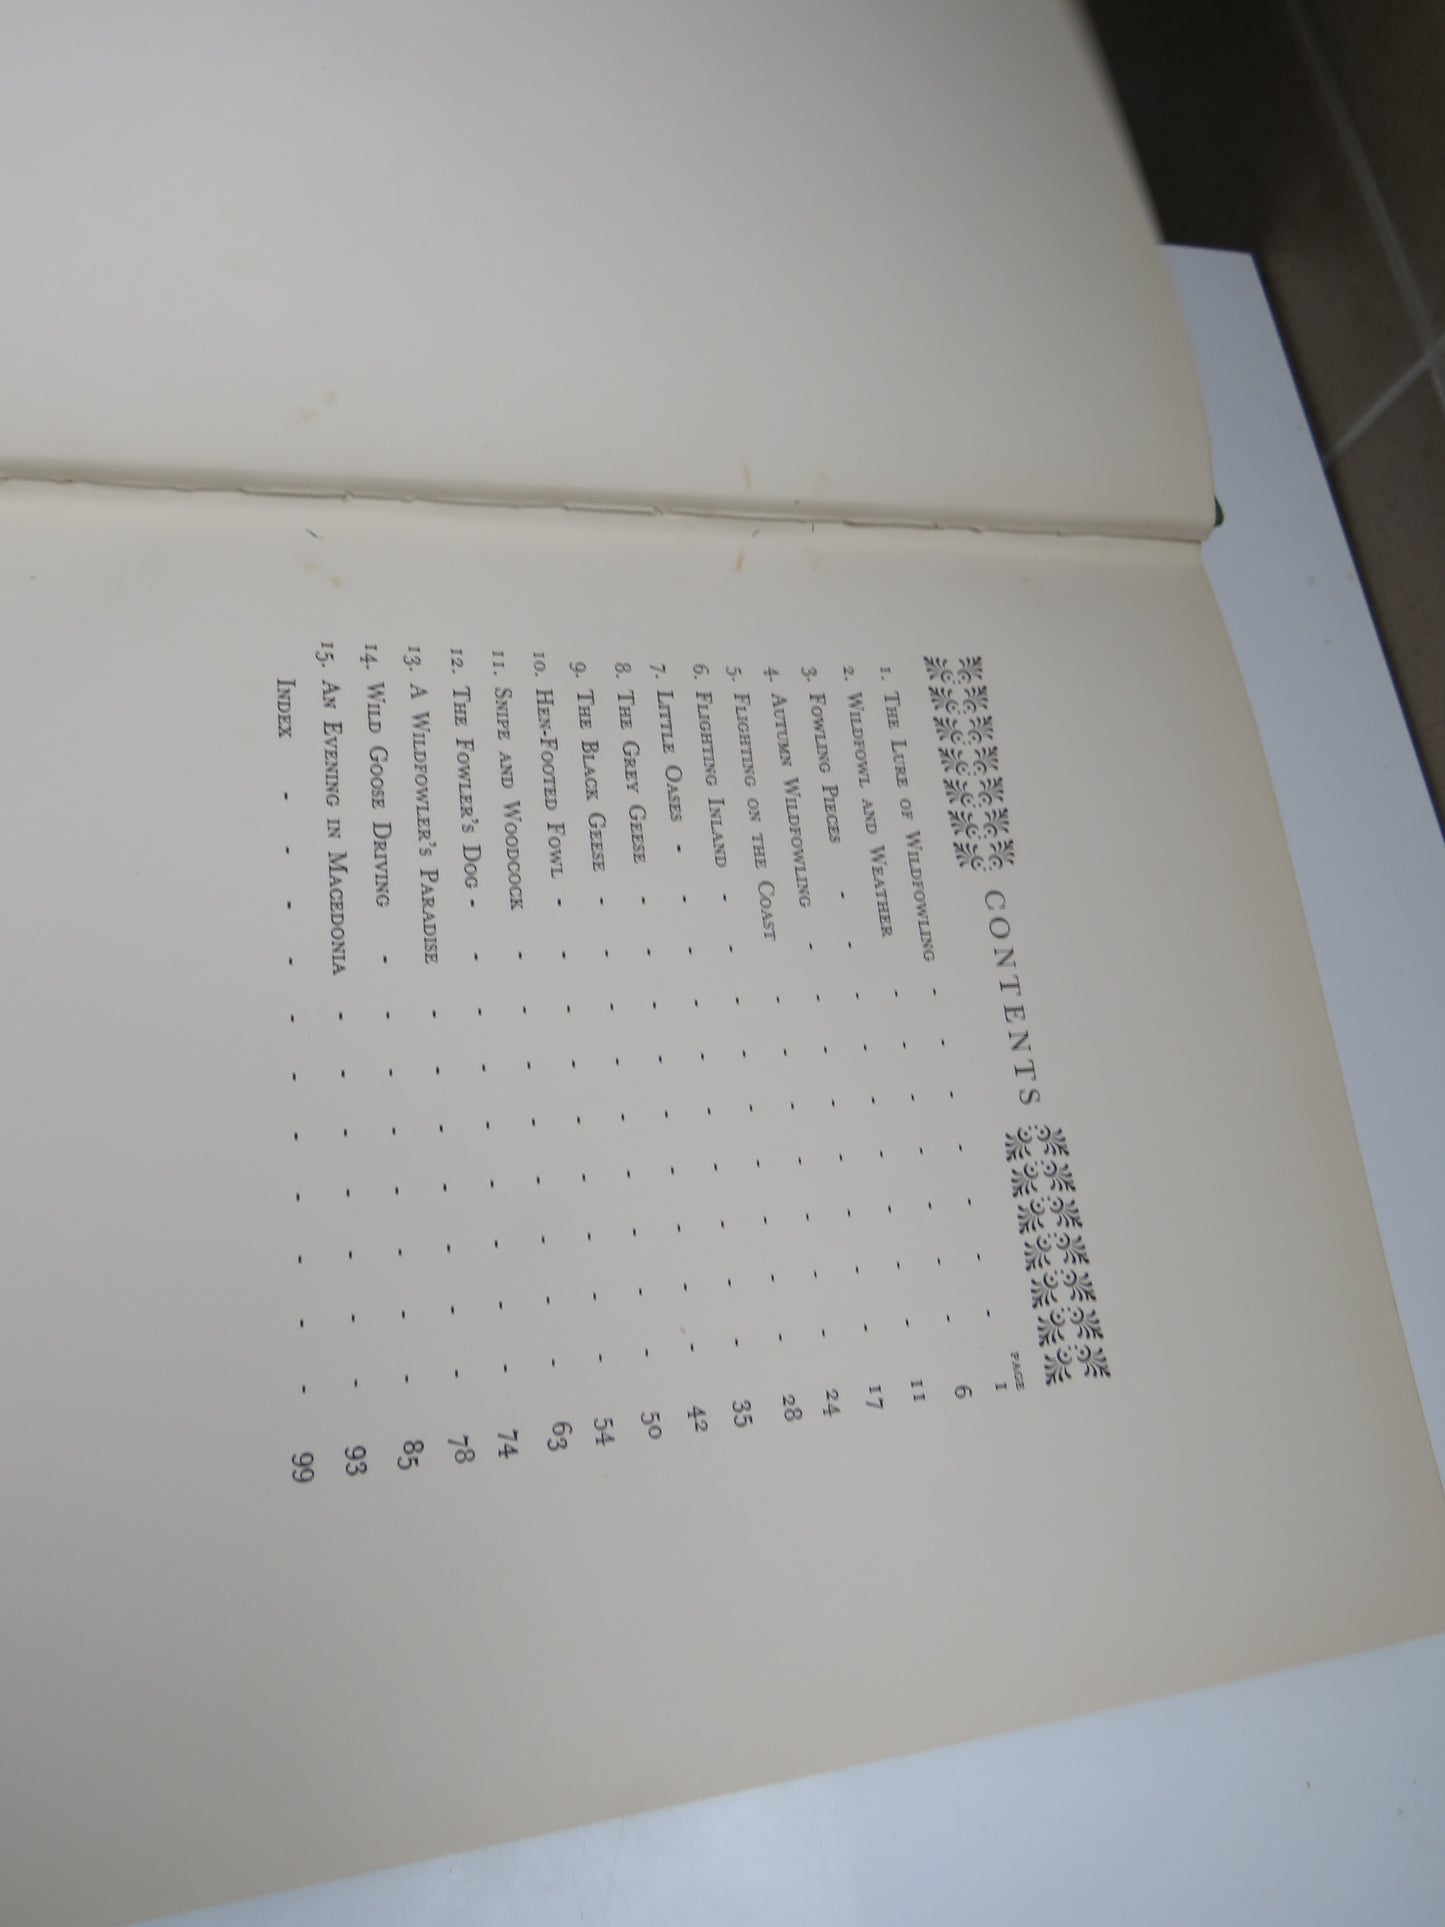 CONTENTS
PAGE
1. The Lure of Wildfowling - - - - - - - 1
2. Wildfowl and Weather - - - - - - - 6
3. Fowling Pieces - - - - - - - - - 11
4. Autumn Wildfowling - - - - - - - - 17
5. Flighting on the Coast - - - - - - - 24
6. Flighting Inland - - - - - - - - - 28
7. Little Oases - - - - - - - - - - 35
8. The Grey Geese - - - - - - - - - 42
9. The Black Geese - - - - - - - - - 50
10. Hen-Footed Fowl - - - - - - - - - 54
11. Snipe and Woodcock - - - - - - - - 63
12. The Fowler's Dog - - - - - - - - - 74
13. A Wildfowler's Paradise - - - - - - - 78
14. Wild Goose Driving - - - - - - - - 85
15. An Evening in Macedonia - - - - - - - 93
Index - - - - - - - - - - - 99